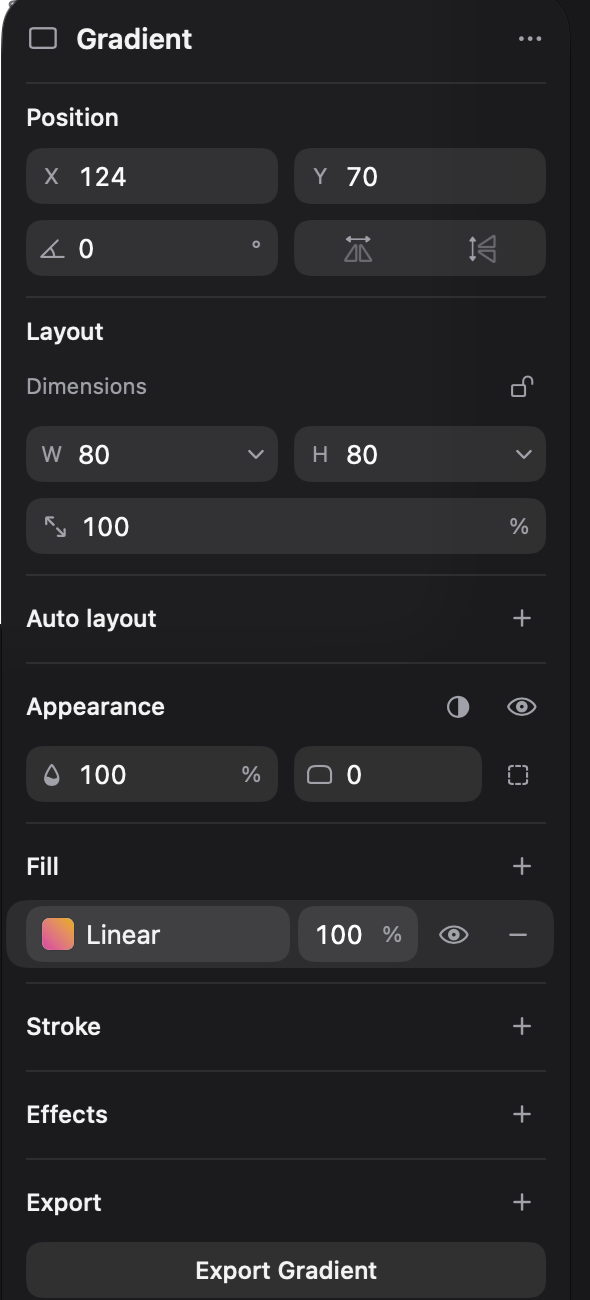 Gradient
Position
X 124
Y 70
0 °
Layout
Dimensions
W 80
H 80
100 %
Auto layout
Appearance
100 %
0
Fill
Linear 100 %
Stroke
Effects
Export
Export Gradient